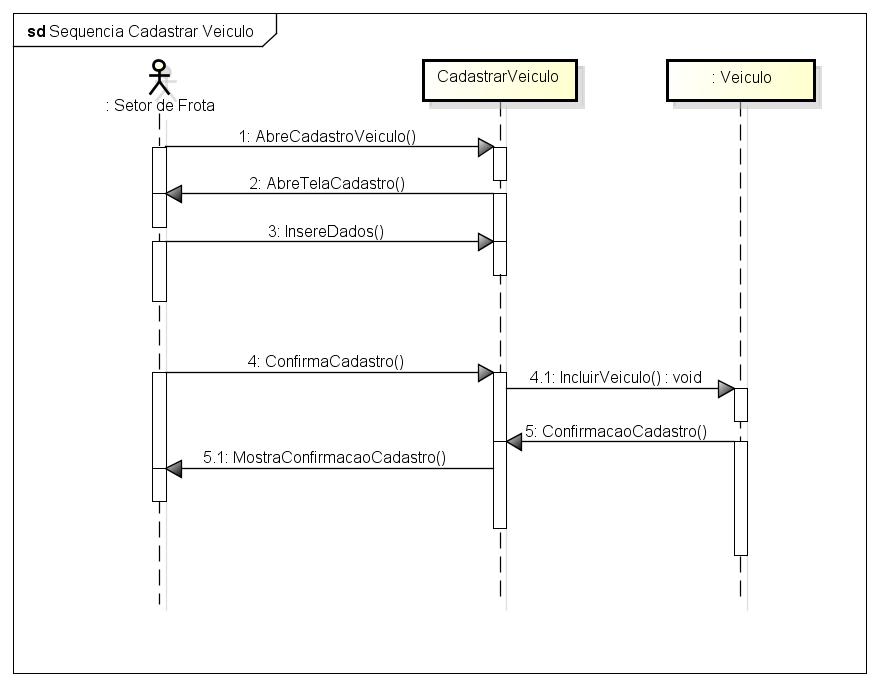 sd Sequencia Cadastrar Veiculo
: Setor de Frota
CadastrarVeiculo
: Veiculo
1: AbreCadastroVeiculo()
2: AbreTelaCadastro()
3: InsereDados()
4: ConfirmaCadastro()
4.1: IncluirVeiculo() : void
5: ConfirmacaoCadastro()
5.1: MostraConfirmacaoCadastro()